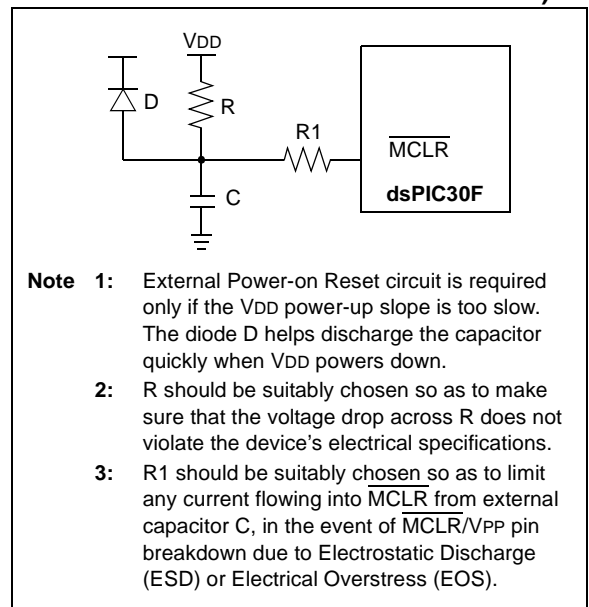 VDD
D
R
R1
MCLR
dsPIC30F
C
Note 1: External Power-on Reset circuit is required
only if the VDD power-up slope is too slow.
The diode D helps discharge the capacitor
quickly when VDD powers down.
2: R should be suitably chosen so as to make
sure that the voltage drop across R does not
violate the device's electrical specifications.
3: R1 should be suitably chosen so as to limit
any current flowing into MCLR from external
capacitor C, in the event of MCLR/VPP pin
breakdown due to Electrostatic Discharge
(ESD) or Electrical Overstress (EOS).